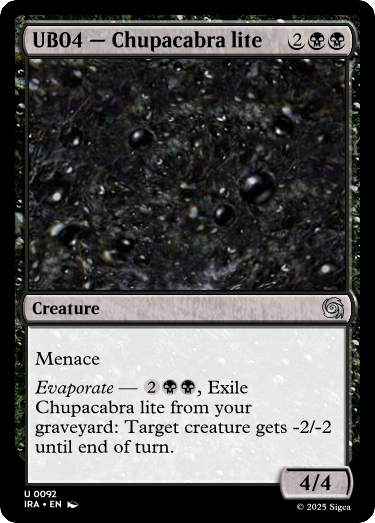 UB04 — Chupacabra lite 2
Creature
Menace
Evaporate — 2, Exile
Chupacabra lite from your
graveyard: Target creature gets -2/-2
until end of turn.
4/4
U 0092
IRA • EN
© 2025 Sigea